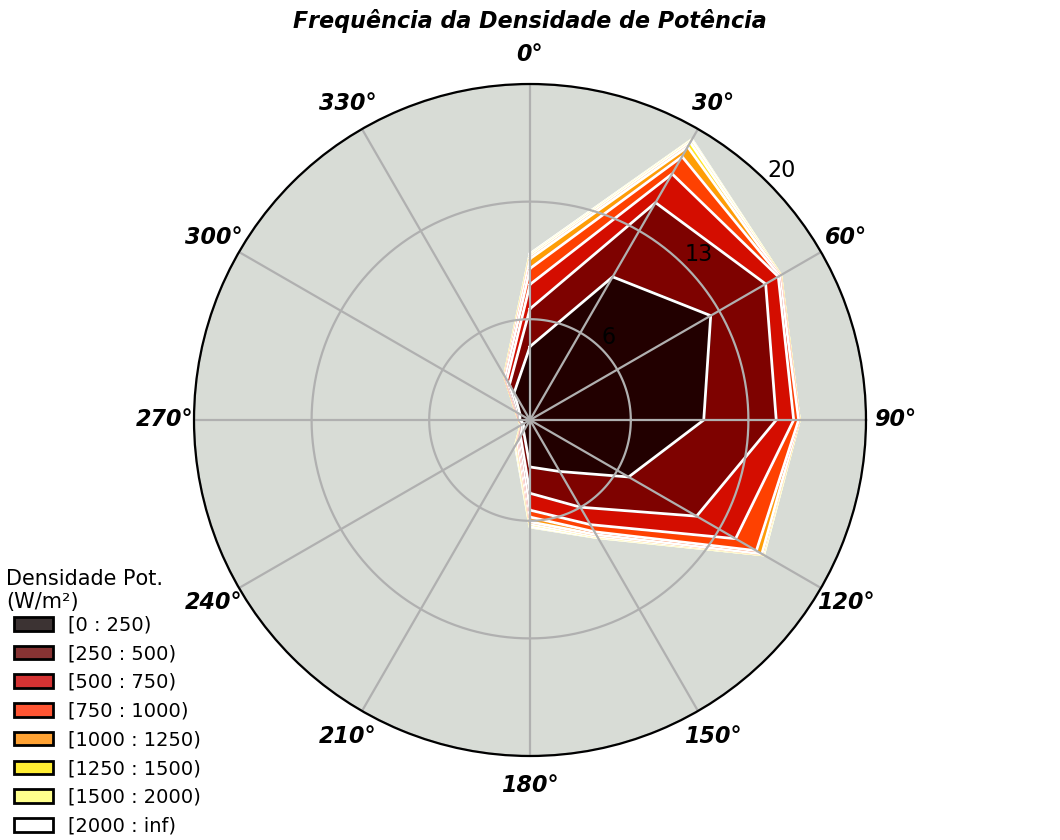 Frequência da Densidade de Potência
0°
330°
30°
20
300°
60°
13
6
270°
90°
240°
120°
210°
150°
180°
Densidade Pot.
(W/m²)
[0 : 250)
[250 : 500)
[500 : 750)
[750 : 1000)
[1000 : 1250)
[1250 : 1500)
[1500 : 2000)
[2000 : inf)